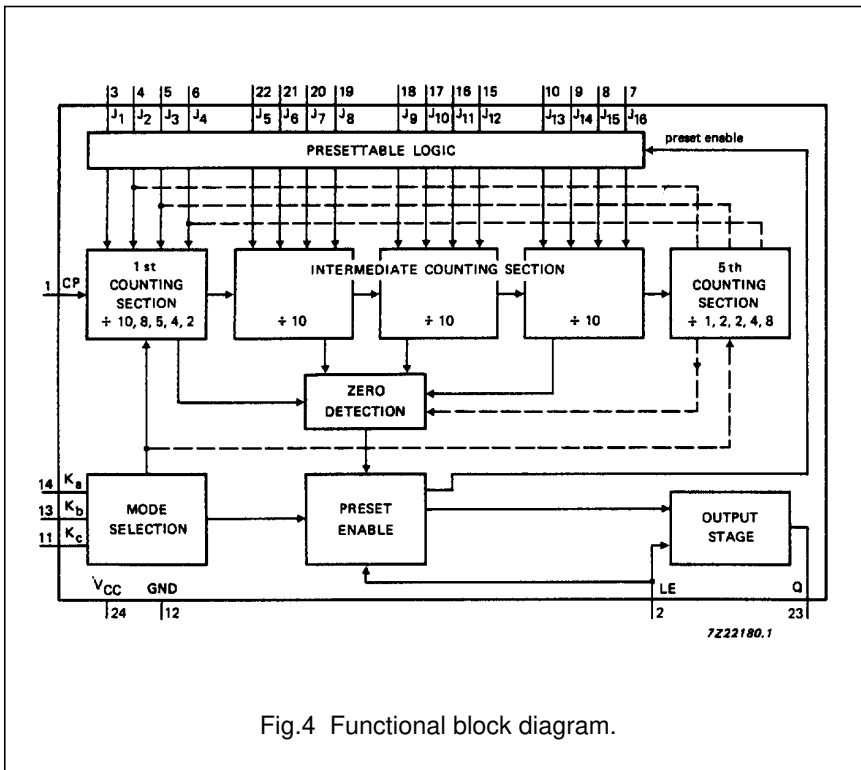 3 4 5 6 22 21 20 19 18 17 16 15 10 9 8 7
J1 J2 J3 J4 J5 J6 J7 J8 J9 J10 J11 J12 J13 J14 J15 J16
preset enable
PRESETTABLE LOGIC
1st
COUNTING
SECTION
÷ 10, 8, 5, 4, 2
INTERMEDIATE COUNTING SECTION
÷ 10
÷ 10
÷ 10
5th
COUNTING
SECTION
÷ 1, 2, 2, 4, 8
1 CP
ZERO
DETECTION
14 Ka
13 Kb
11 Kc
MODE
SELECTION
PRESET
ENABLE
OUTPUT
STAGE
VCC GND LE Q
24 12 2 23
7Z22180.1
Fig.4 Functional block diagram.